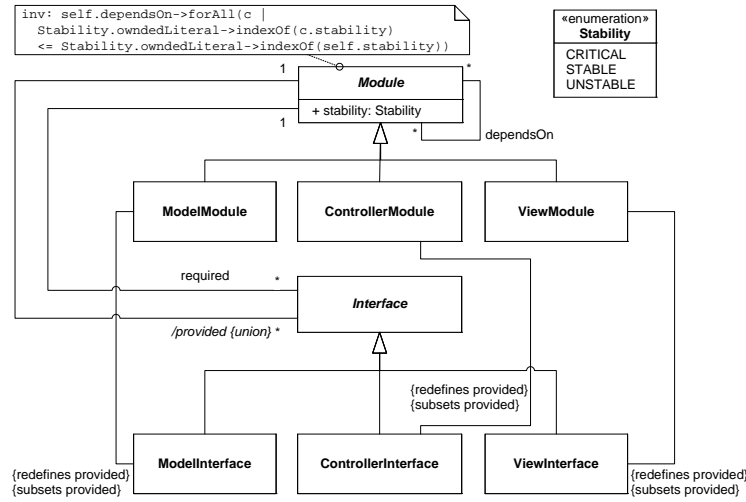 inv: self.dependsOn->forAll(c |
Stability.owndedLiteral->indexOf(c.stability)
<= Stability.owndedLiteral->indexOf(self.stability))
«enumeration»
Stability
CRITICAL
STABLE
UNSTABLE
1
*
Module
+ stability: Stability
1
*
dependsOn
ModelModule
ControllerModule
ViewModule
required
*
Interface
/provided {union} *
{redefines provided}
{subsets provided}
ModelInterface
ControllerInterface
ViewInterface
{redefines provided}
{subsets provided}
{redefines provided}
{subsets provided}